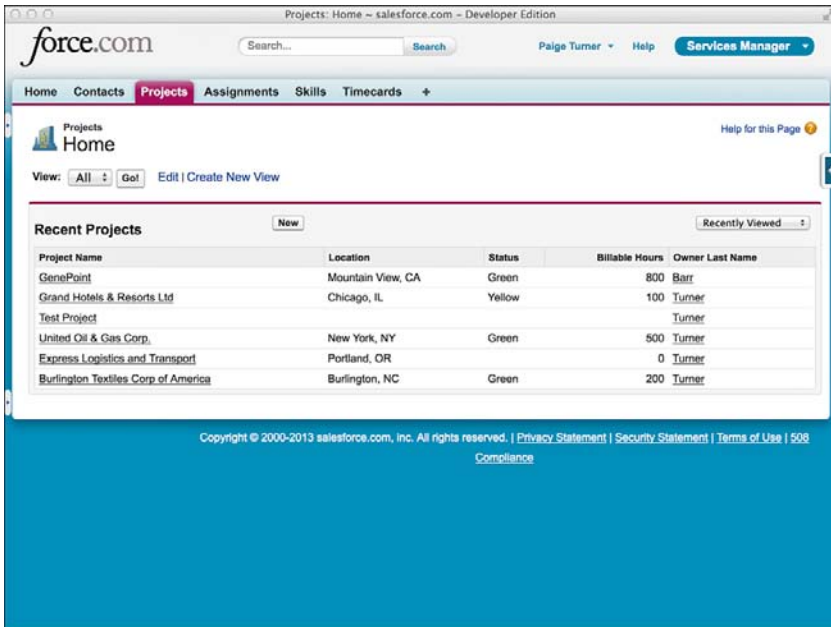 Projects: Home ~ salesforce.com - Developer Edition
force.com Search... Search Paige Turner Help Services Manager
Home Contacts Projects Assignments Skills Timecards +
Projects
Home
Help for this Page
View: All Go! Edit | Create New View
Recent Projects New Recently Viewed
Project Name Location Status Billable Hours Owner Last Name
GenePoint Mountain View, CA Green 800 Barr
Grand Hotels & Resorts Ltd Chicago, IL Yellow 100 Turner
Test Project Turner
United Oil & Gas Corp. New York, NY Green 500 Turner
Express Logistics and Transport Portland, OR 0 Turner
Burlington Textiles Corp of America Burlington, NC Green 200 Turner
Copyright © 2000-2013 salesforce.com, inc. All rights reserved. | Privacy Statement | Security Statement | Terms of Use | 508
Compliance